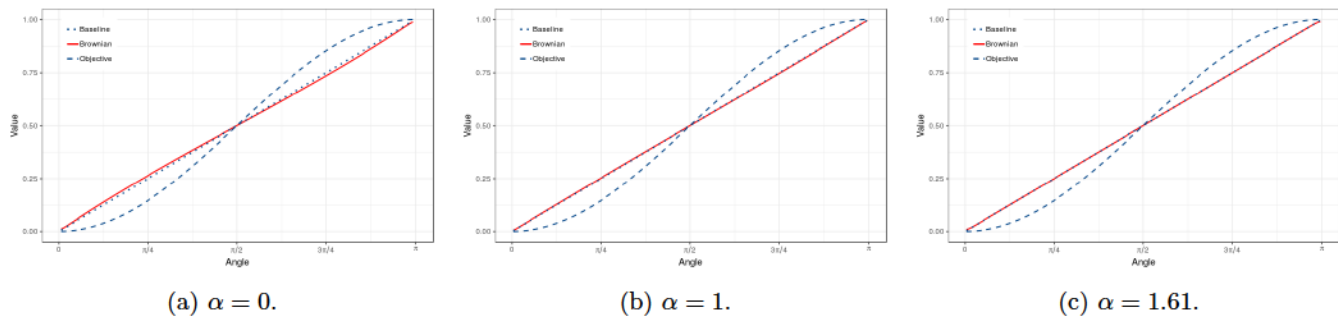 1.00
0.75
0.50
0.25
0.00
Value
Baseline
Brownian
Objective
0 π/4 π/2 3π/4 π
Angle
(a) α = 0.
1.00
0.75
0.50
0.25
0.00
Value
Baseline
Brownian
Objective
0 π/4 π/2 3π/4 π
Angle
(b) α = 1.
1.00
0.75
0.50
0.25
0.00
Value
Baseline
Brownian
Objective
0 π/4 π/2 3π/4 π
Angle
(c) α = 1.61.